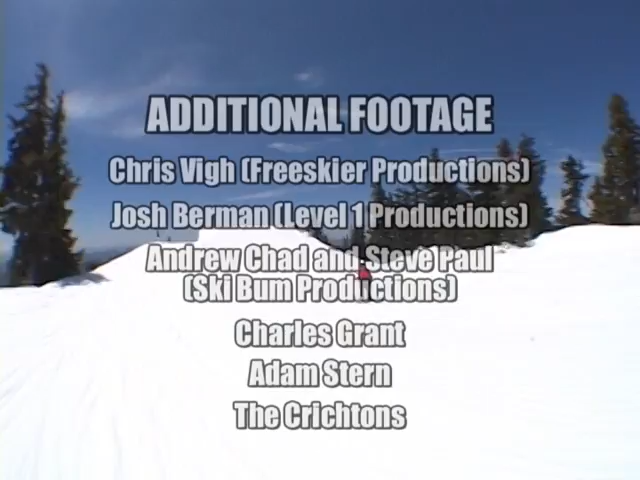 ADDITIONAL FOOTAGE
Chris Vigh (Freeskier Productions)
Josh Berman (Level 1 Productions)
Andrew Chad and Steve Paul
(Ski Bum Productions)
Charles Grant
Adam Stern
The Crichtons